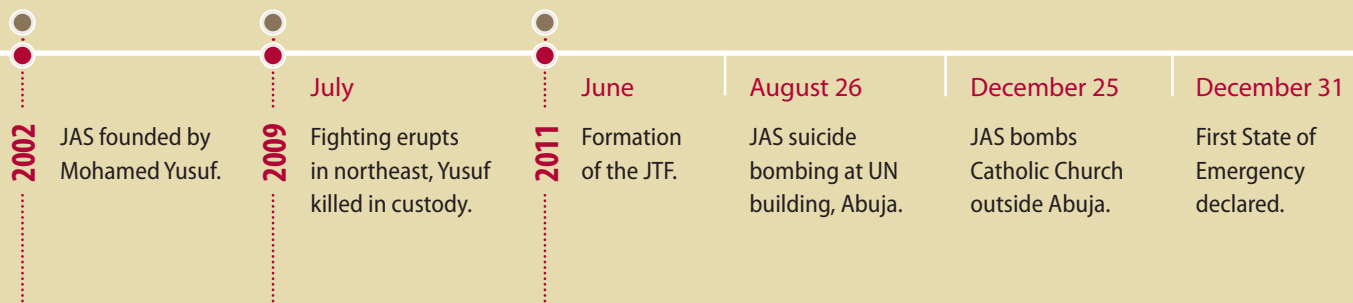 2002
JAS founded by
Mohamed Yusuf.
2009
July
Fighting erupts
in northeast, Yusuf
killed in custody.
2011
June
Formation
of the JTF.
August 26
JAS suicide
bombing at UN
building, Abuja.
December 25
JAS bombs
Catholic Church
outside Abuja.
December 31
First State of
Emergency
declared.